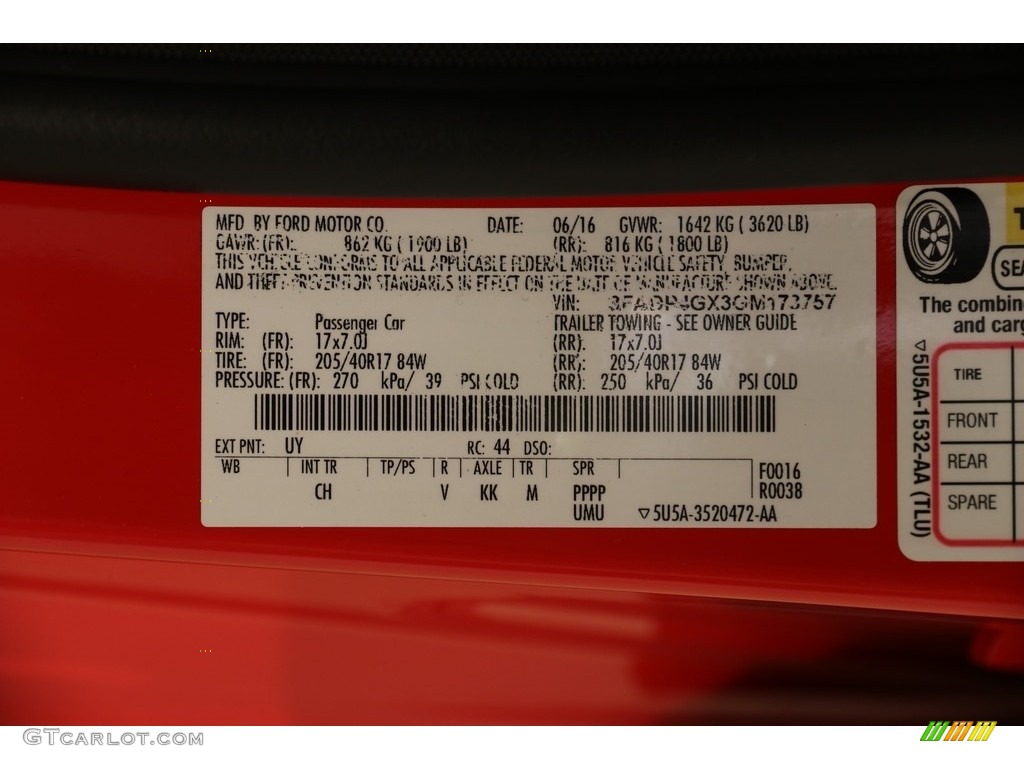 MFD. BY FORD MOTOR CO. DATE: 06/16 GVWR: 1642 KG ( 3620 LB)
GAWR: (FR): 862 KG ( 1900 LB) (RR): 816 KG ( 1800 LB)
THIS VEHICLE CONFORMS TO ALL APPLICABLE FEDERAL MOTOR VEHICLE SAFETY, BUMPER,
AND THEFT PREVENTION STANDARDS IN EFFECT ON THE DATE OF MANUFACTURE SHOWN ABOVE.
VIN: 3FADP4GX3GM173757
TYPE: Passenger Car TRAILER TOWING - SEE OWNER GUIDE
RIM: (FR): 17x7.0J (RR): 17x7.0J
TIRE: (FR): 205/40R17 84W (RR): 205/40R17 84W
PRESSURE: (FR): 270 kPa/ 39 PSI COLD (RR): 250 kPa/ 36 PSI COLD
EXT PNT: UY RC: 44 DSO:
WB INT TR TP/PS R AXLE TR SPR F0016
CH V KK M PPPP R0038
UMU ▽5U5A-3520472-AA
The combin
and carg
▽5U5A-1532-AA (TLU)
TIRE
FRONT
REAR
SPARE
GTCARLOT.COM